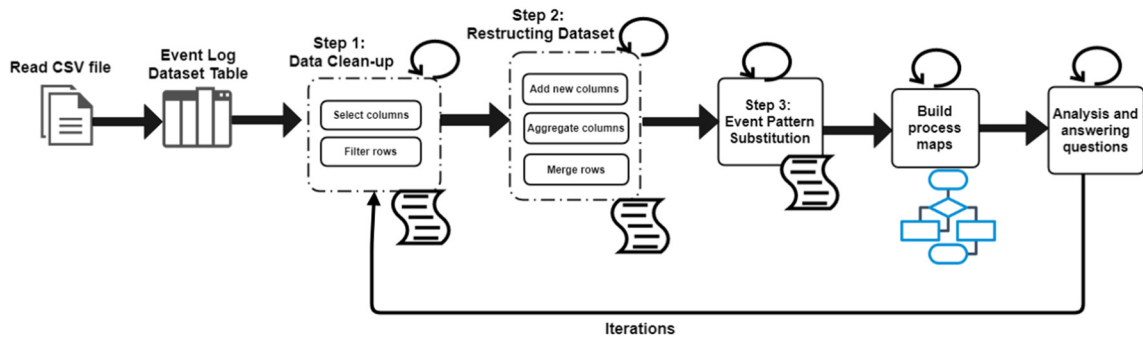 Read CSV file
Event Log
Dataset Table
Step 1:
Data Clean-up
Select columns
Filter rows
Step 2:
Restructing Dataset
Add new columns
Aggregate columns
Merge rows
Step 3:
Event Pattern
Substitution
Build
process
maps
Analysis and
answering
questions
Iterations